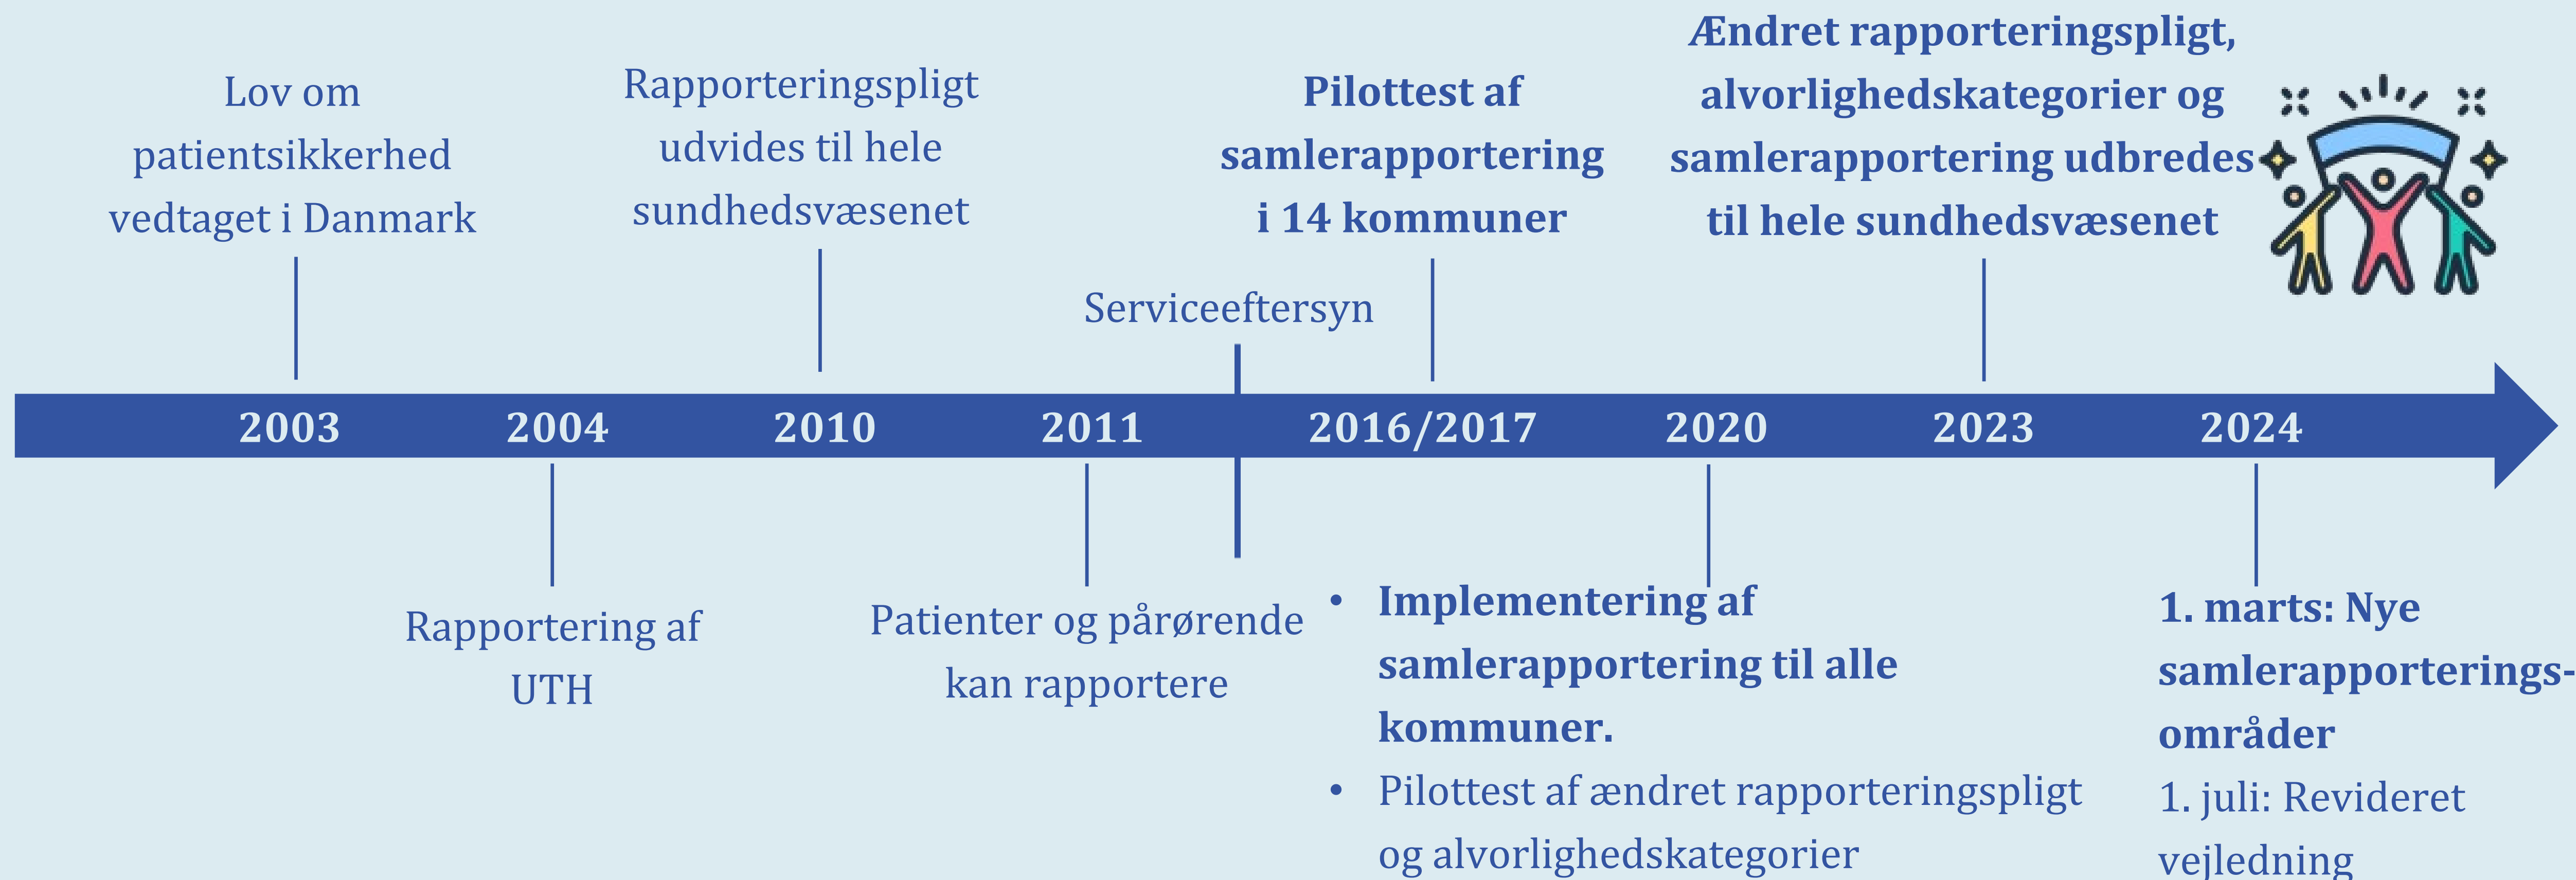 Lov om
patientsikkerhed
vedtaget i Danmark
Rapporteringspligt
udvides til hele
sundhedsvæsenet
Serviceeftersyn
Pilottest af
samlerapportering
i 14 kommuner
Ændret rapporteringspligt,
alvorlighedskategorier og
samlerapportering udbredes
til hele sundhedsvæsenet
2003 2004 2010 2011 2016/2017 2020 2023 2024
Rapportering af
UTH
Patienter og pårørende
kan rapportere
• Implementering af
samlerapportering til alle
kommuner.
• Pilottest af ændret rapporteringspligt
og alvorlighedskategorier
1. marts: Nye
samlerapporterings-
områder
1. juli: Revideret
vejledning